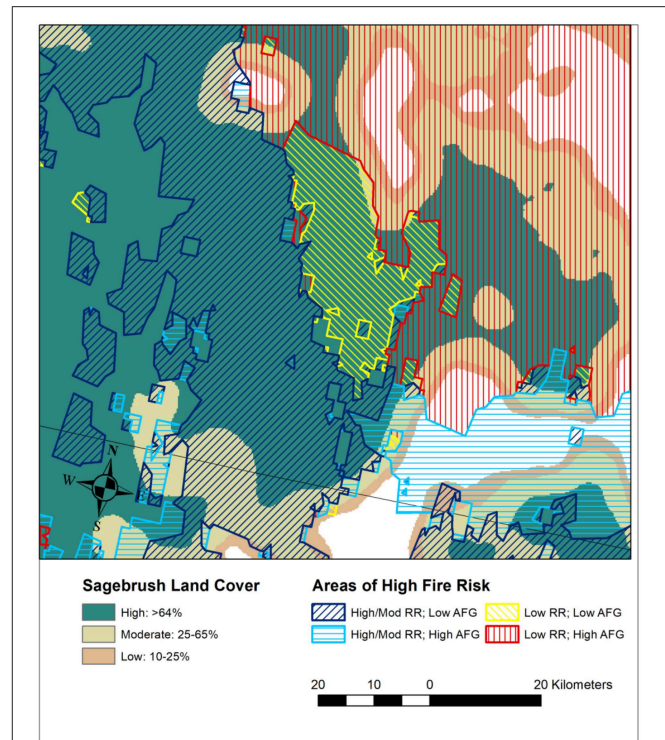 N
W
E
S
Sagebrush Land Cover
High: >64%
Moderate: 25-65%
Low: 10-25%
Areas of High Fire Risk
High/Mod RR; Low AFG
High/Mod RR; High AFG
Low RR; Low AFG
Low RR; High AFG
20 10 0 20 Kilometers